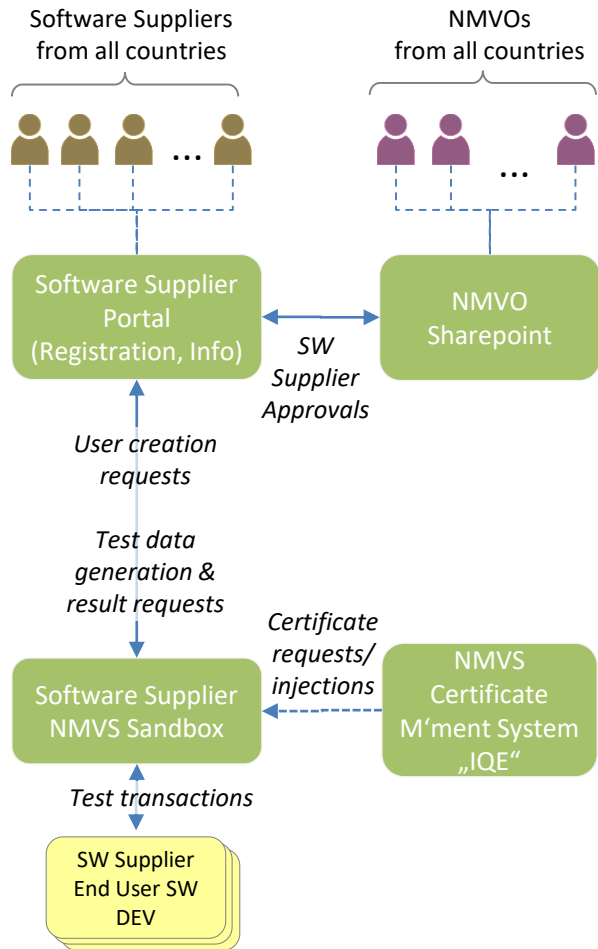 Software Suppliers
from all countries
NMVOs
from all countries
...
...
Software Supplier
Portal
(Registration, Info)
NMVO
Sharepoint
SW
Supplier
Approvals
User creation
requests
Test data
generation &
result requests
Certificate
requests/
injections
Software Supplier
NMVS Sandbox
NMVS
Certificate
M‘ment System
„IQE“
Test transactions
SW Supplier
End User SW
DEV